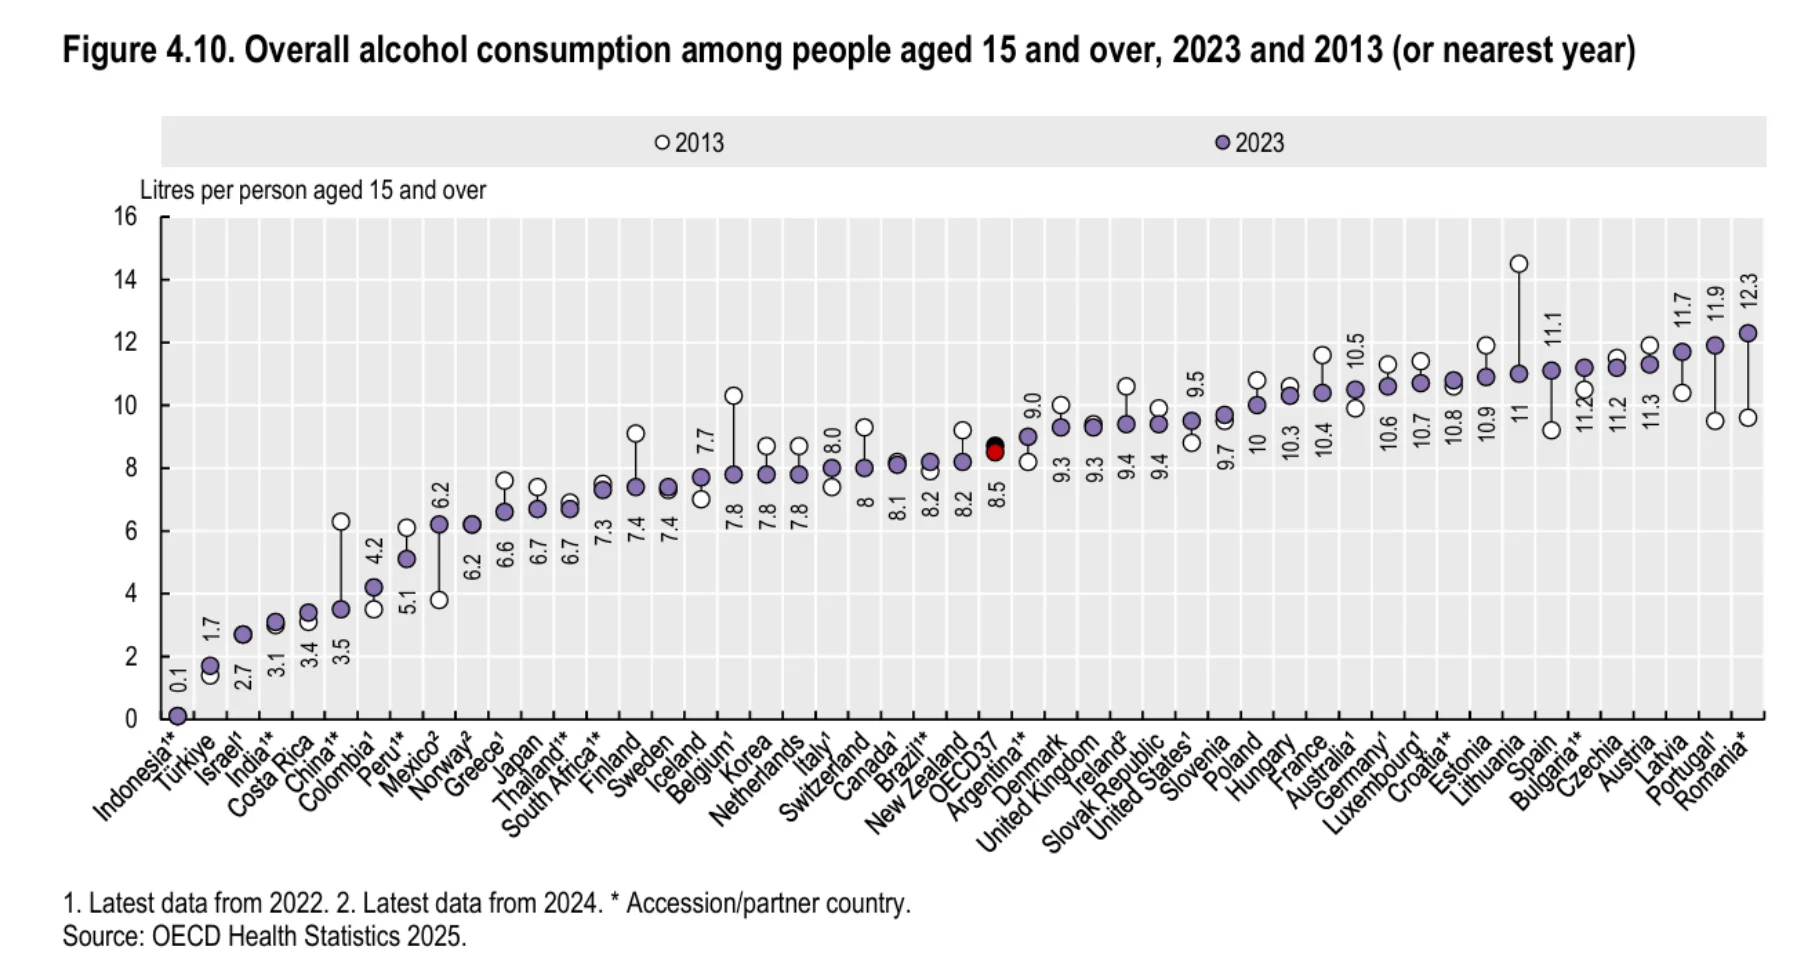 Figure 4.10. Overall alcohol consumption among people aged 15 and over, 2023 and 2013 (or nearest year)
2013
2023
Litres per person aged 15 and over
16
14
12
10
8
6
4
2
0
0.1
1.7
2.7
3.1
3.4
3.5
4.2
5.1
6.2
6.2
6.6
6.7
6.7
7.3
7.4
7.4
7.7
7.8
7.8
7.8
8.0
8
8.1
8.2
8.2
8.5
9.0
9.3
9.3
9.4
9.4
9.5
9.7
10
10.3
10.4
10.5
10.6
10.7
10.8
10.9
11
11.1
11.2
11.2
11.3
11.7
11.9
12.3
Indonesia¹*
Türkiye
Israel¹
India¹*
Costa Rica
China¹*
Colombia¹
Peru¹*
Mexico²
Norway²
Greece¹
Japan
Thailand¹*
South Africa¹*
Finland
Sweden
Iceland
Belgium¹
Korea
Netherlands
Italy¹
Switzerland
Canada¹
Brazil¹*
New Zealand
OECD37
Argentina¹*
Denmark
United Kingdom
Ireland²
Slovak Republic
United States¹
Slovenia
Poland
Hungary
France
Australia¹
Germany¹
Luxembourg¹
Croatia¹*
Estonia
Lithuania
Spain
Bulgaria¹*
Czechia
Austria
Latvia
Portugal¹
Romania*
1. Latest data from 2022. 2. Latest data from 2024. * Accession/partner country.
Source: OECD Health Statistics 2025.